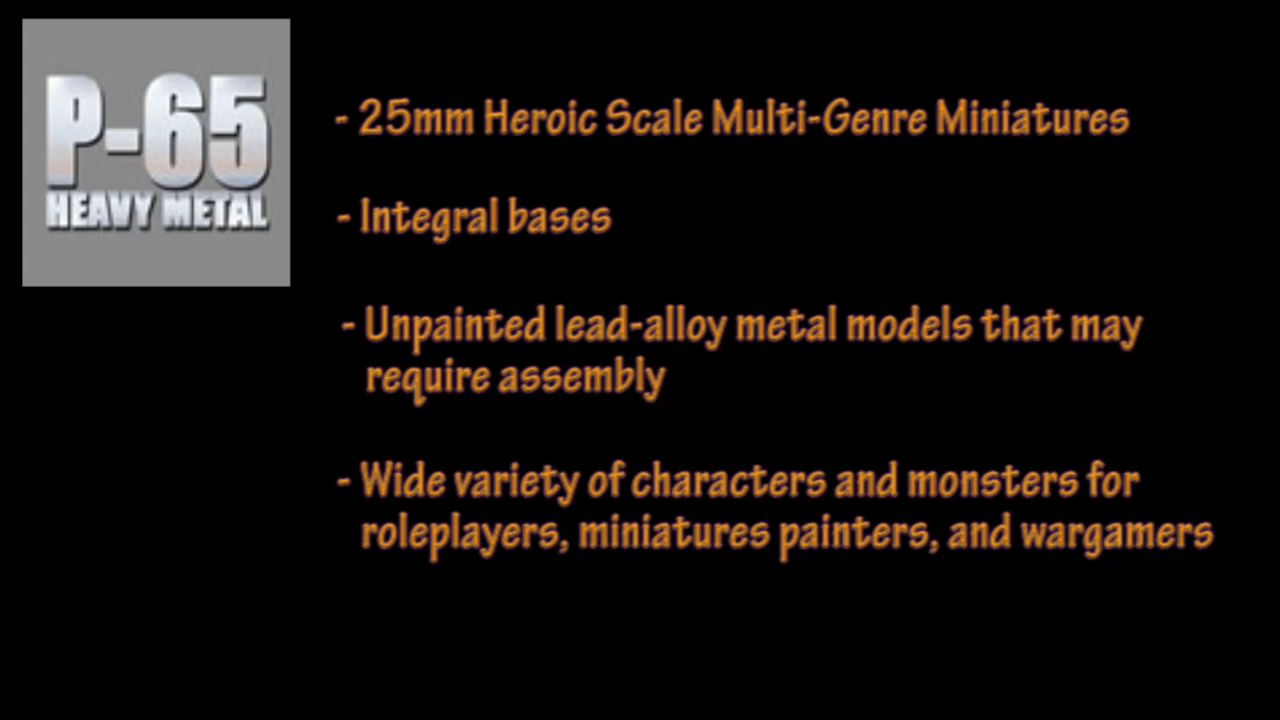 P-65
HEAVY METAL
- 25mm Heroic Scale Multi-Genre Miniatures
- Integral bases
- Unpainted lead-alloy metal models that may
require assembly
- Wide variety of characters and monsters for
roleplayers, miniatures painters, and wargamers